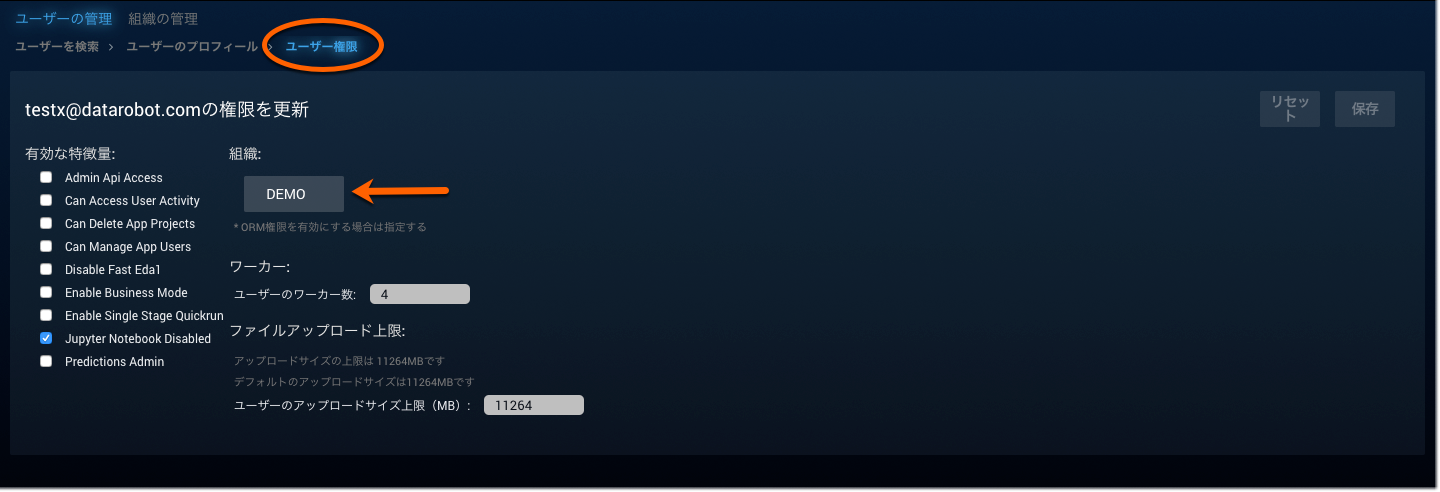 ユーザーの管理 組織の管理
ユーザーを検索 › ユーザーのプロフィール › ユーザー権限
testx@datarobot.comの権限を更新
リセット
保存
有効な特徴量:
Admin Api Access
Can Access User Activity
Can Delete App Projects
Can Manage App Users
Disable Fast Eda1
Enable Business Mode
Enable Single Stage Quickrun
Jupyter Notebook Disabled
Predictions Admin
組織:
DEMO
* ORM権限を有効にする場合は指定する
ワーカー:
ユーザーのワーカー数: 4
ファイルアップロード上限:
アップロードサイズの上限は 11264MBです
デフォルトのアップロードサイズは11264MBです
ユーザーのアップロードサイズ上限（MB）: 11264